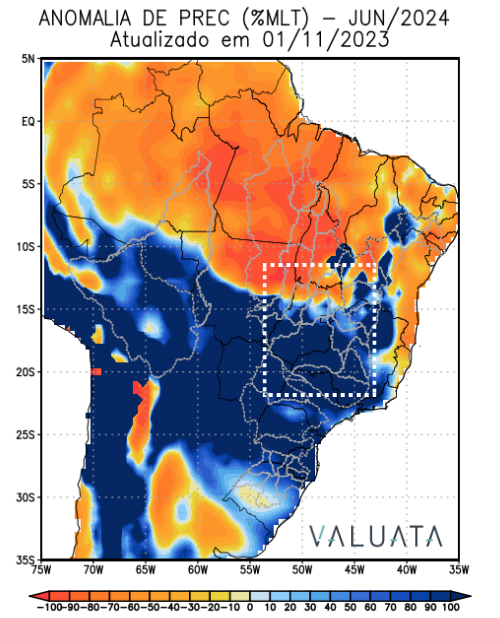 ANOMALIA DE PREC (%MLT) – JUN/2024
Atualizado em 01/11/2023
5N
EQ
5S
10S
15S
20S
25S
30S
35S
VALUATA
75W 70W 65W 60W 55W 50W 45W 40W 35W
-100 -90 -80 -70 -60 -50 -40 -30 -20 -10 0 10 20 30 40 50 60 70 80 90 100